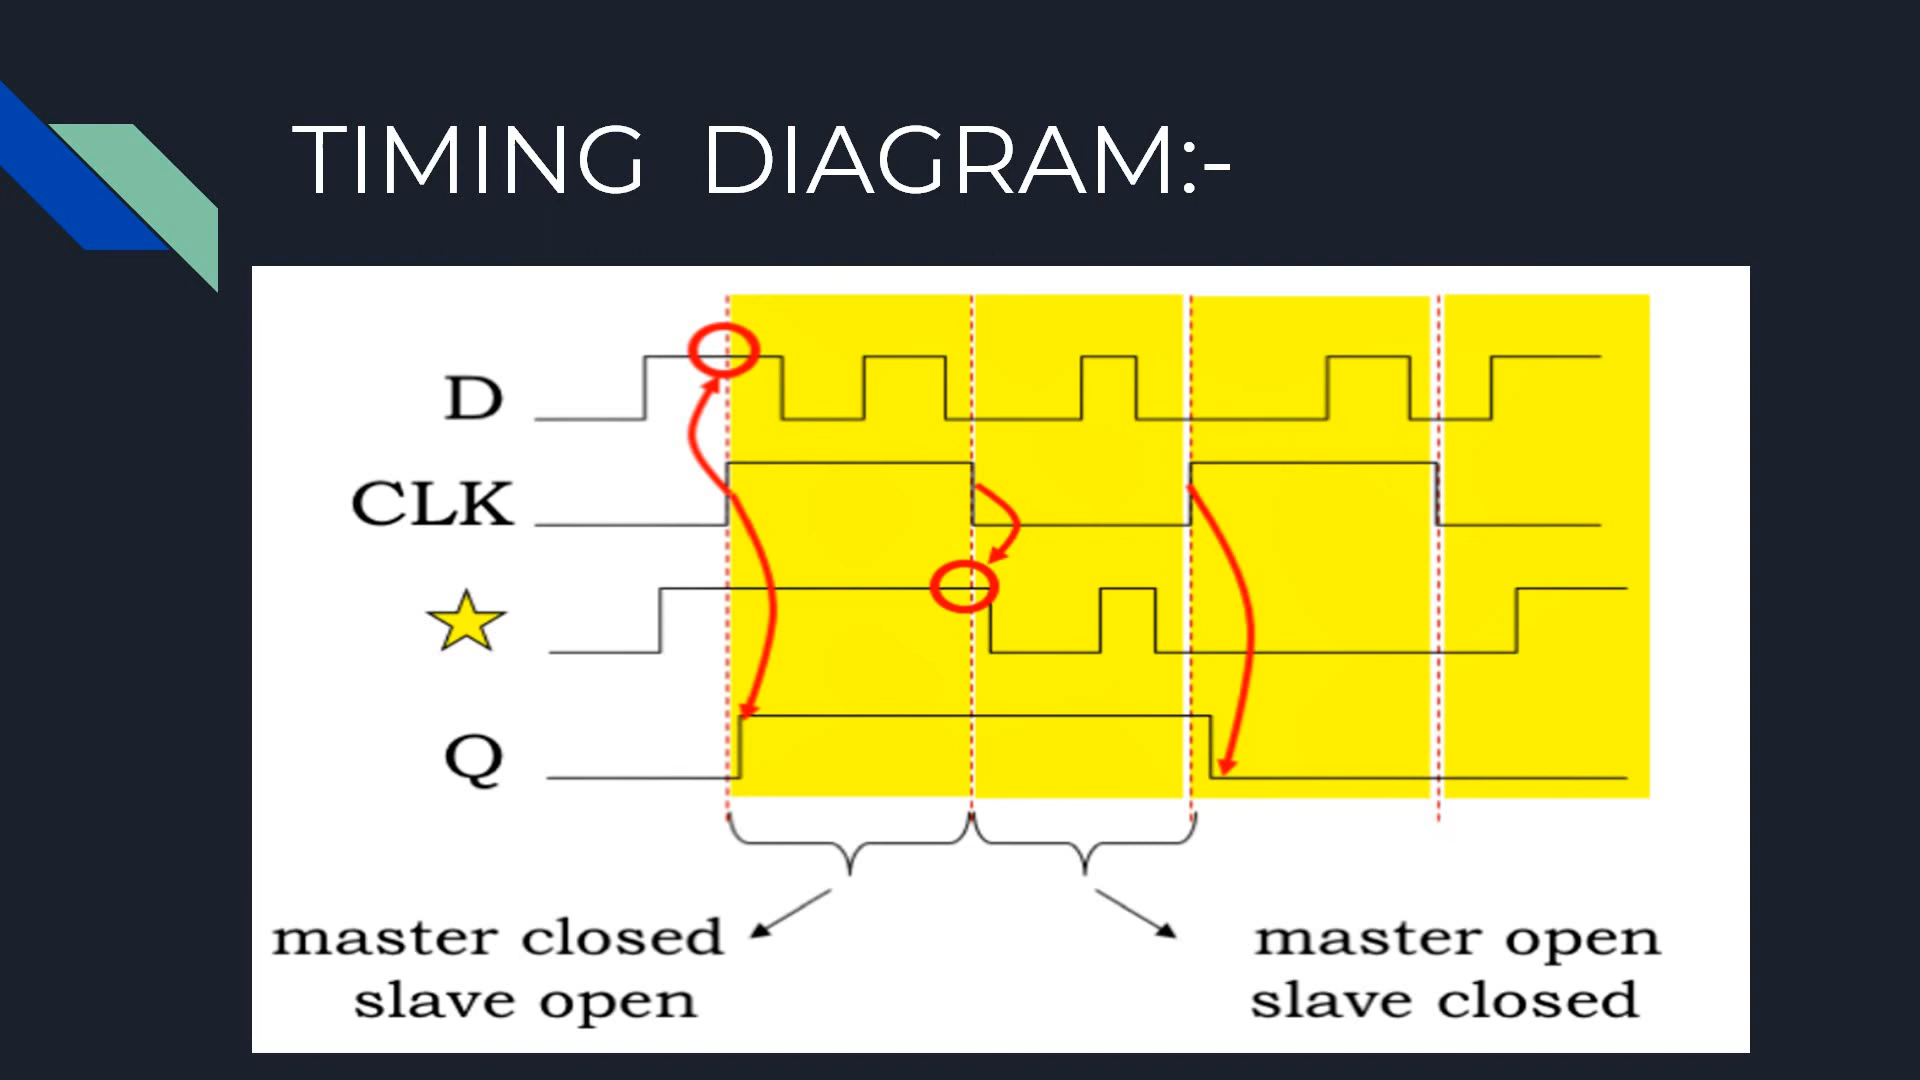 TIMING DIAGRAM:-
D
CLK
Q
master closed
slave open
master open
slave closed